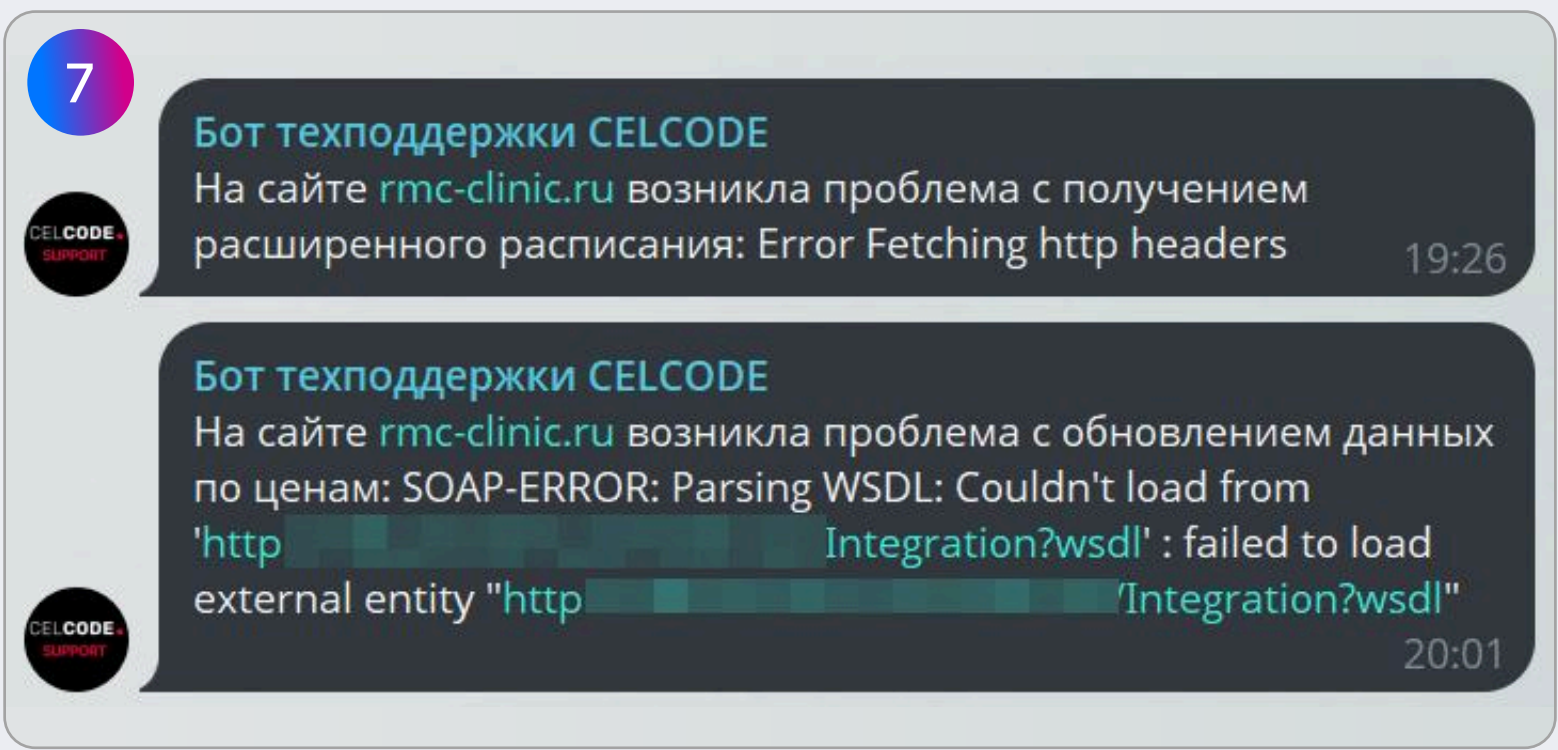 7
Бот техподдержки CELCODE
На сайте rmc-clinic.ru возникла проблема с получением
расширенного расписания: Error Fetching http headers
19:26
CELCODE.
SUPPORT
Бот техподдержки CELCODE
На сайте rmc-clinic.ru возникла проблема с обновлением данных
по ценам: SOAP-ERROR: Parsing WSDL: Couldn't load from
'http Integration?wsdl' : failed to load
external entity "http /Integration?wsdl"
20:01
CELCODE.
SUPPORT